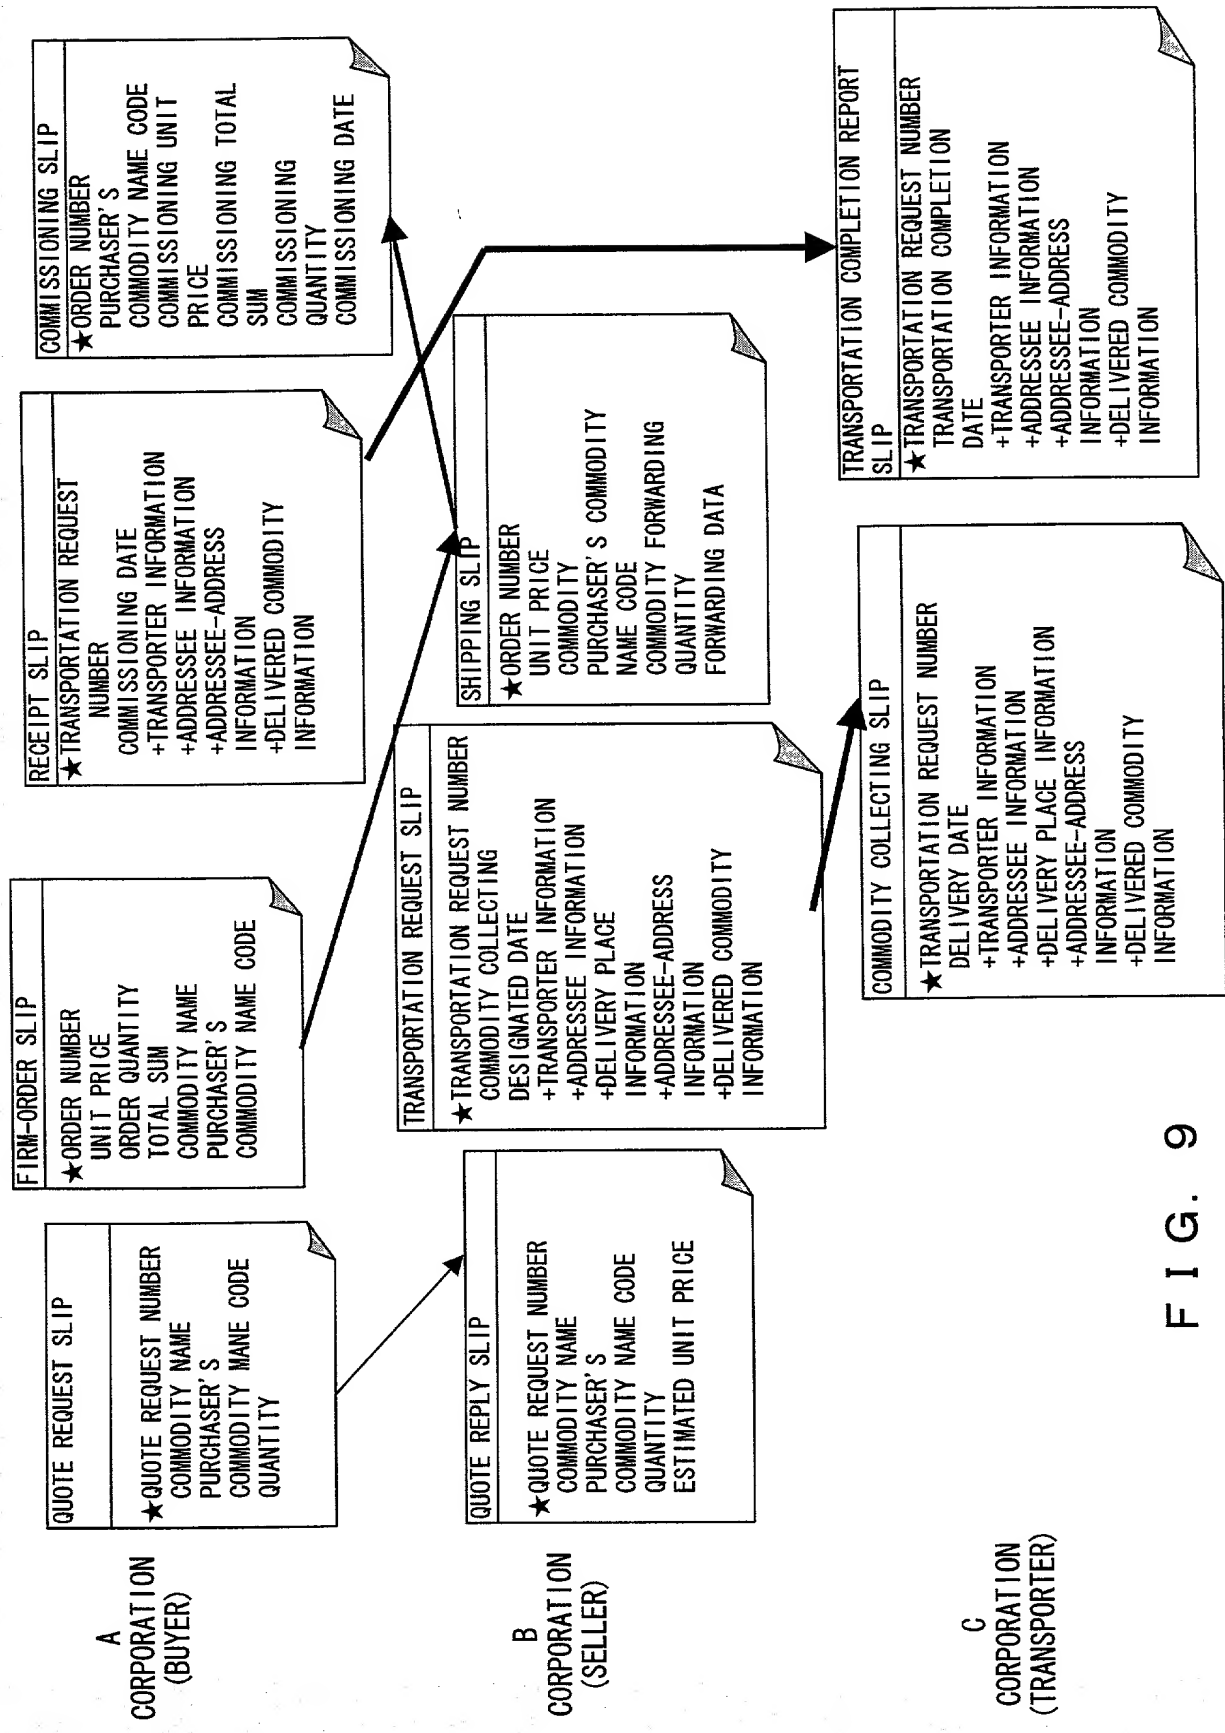 A
CORPORATION
(BUYER)
QUOTE REQUEST SLIP
★QUOTE REQUEST NUMBER
COMMODITY NAME
PURCHASER'S
COMMODITY MANE CODE
QUANTITY
FIRM-ORDER SLIP
★ORDER NUMBER
UNIT PRICE
ORDER QUANTITY
TOTAL SUM
COMMODITY NAME
PURCHASER'S
COMMODITY NAME CODE
RECEIPT SLIP
★TRANSPORTATION REQUEST
NUMBER
COMMISSIONING DATE
+TRANSPORTER INFORMATION
+ADDRESSEE INFORMATION
+ADDRESSEE-ADDRESS
INFORMATION
+DELIVERED COMMODITY
INFORMATION
COMMISSIONING SLIP
★ORDER NUMBER
PURCHASER'S
COMMODITY NAME CODE
COMMISSIONING UNIT
PRICE
COMMISSIONING TOTAL
SUM
COMMISSIONING
QUANTITY
COMMISSIONING DATE
B
CORPORATION
(SELLER)
QUOTE REPLY SLIP
★QUOTE REQUEST NUMBER
COMMODITY NAME
PURCHASER'S
COMMODITY NAME CODE
QUANTITY
ESTIMATED UNIT PRICE
TRANSPORTATION REQUEST SLIP
★TRANSPORTATION REQUEST NUMBER
COMMODITY COLLECTING
DESIGNATED DATE
+TRANSPORTER INFORMATION
+ADDRESSEE INFORMATION
+DELIVERY PLACE
INFORMATION
+ADDRESSEE-ADDRESS
INFORMATION
+DELIVERED COMMODITY
INFORMATION
SHIPPING SLIP
★ORDER NUMBER
UNIT PRICE
COMMODITY
PURCHASER'S COMMODITY
NAME CODE
COMMODITY FORWARDING
QUANTITY
FORWARDING DATA
C
CORPORATION
(TRANSPORTER)
COMMODITY COLLECTING SLIP
★TRANSPORTATION REQUEST NUMBER
DELIVERY DATE
+TRANSPORTER INFORMATION
+ADDRESSEE INFORMATION
+DELIVERY PLACE INFORMATION
+ADDRESSEE-ADDRESS
INFORMATION
+DELIVERED COMMODITY
INFORMATION
TRANSPORTATION COMPLETION REPORT
SLIP
★TRANSPORTATION REQUEST NUMBER
TRANSPORTATION COMPLETION
DATE
+TRANSPORTER INFORMATION
+ADDRESSEE INFORMATION
+ADDRESSEE-ADDRESS
INFORMATION
+DELIVERED COMMODITY
INFORMATION
FIG. 9